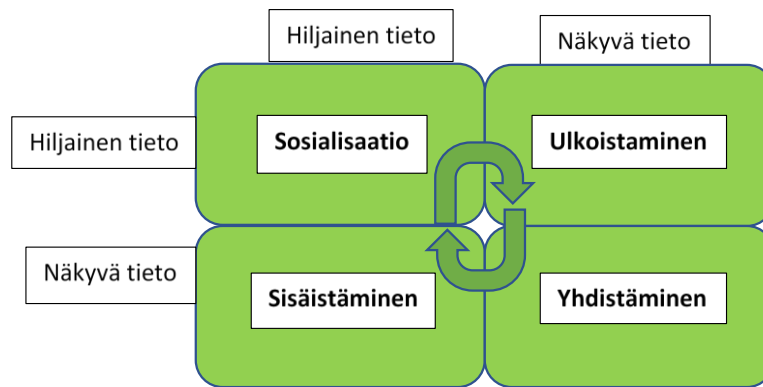 Hiljainen tieto
Näkyvä tieto
Hiljainen tieto
Sosialisaatio
Ulkoistaminen
Näkyvä tieto
Sisäistäminen
Yhdistäminen